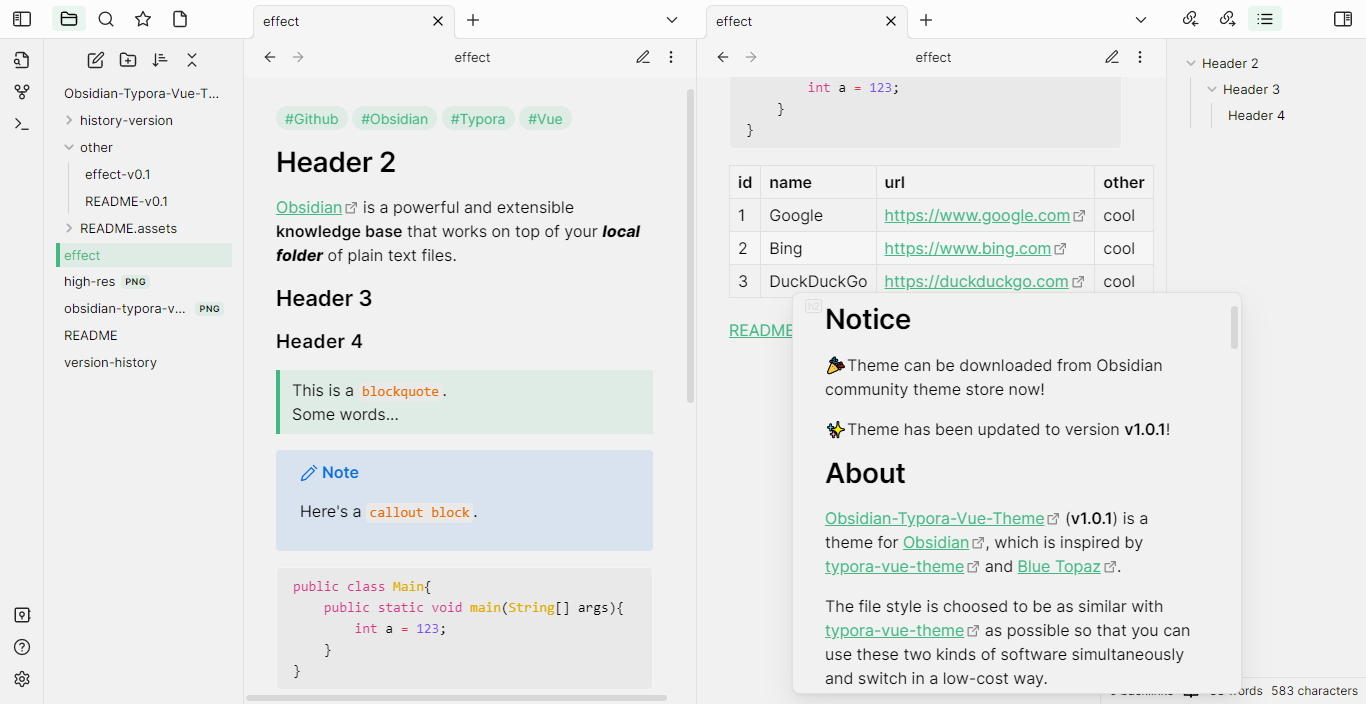 effect
effect
Obsidian-Typora-Vue-T...
history-version
other
effect-v0.1
README-v0.1
README.assets
effect
high-res PNG
obsidian-typora-v... PNG
README
version-history
effect
#Github #Obsidian #Typora #Vue
Header 2
Obsidian is a powerful and extensible
knowledge base that works on top of your local
folder of plain text files.
Header 3
Header 4
This is a blockquote.
Some words...
Note
Here's a callout block.
public class Main{
public static void main(String[] args){
int a = 123;
}
}
effect
int a = 123;
}
}
id name url other
1 Google https://www.google.com cool
2 Bing https://www.bing.com cool
3 DuckDuckGo https://duckduckgo.com cool
README
h2
Notice
🎉Theme can be downloaded from Obsidian
community theme store now!
✨Theme has been updated to version v1.0.1!
About
Obsidian-Typora-Vue-Theme (v1.0.1) is a
theme for Obsidian, which is inspired by
typora-vue-theme and Blue Topaz.
The file style is choosed to be as similar with
typora-vue-theme as possible so that you can
use these two kinds of software simultaneously
and switch in a low-cost way.
Header 2
Header 3
Header 4
words 583 characters